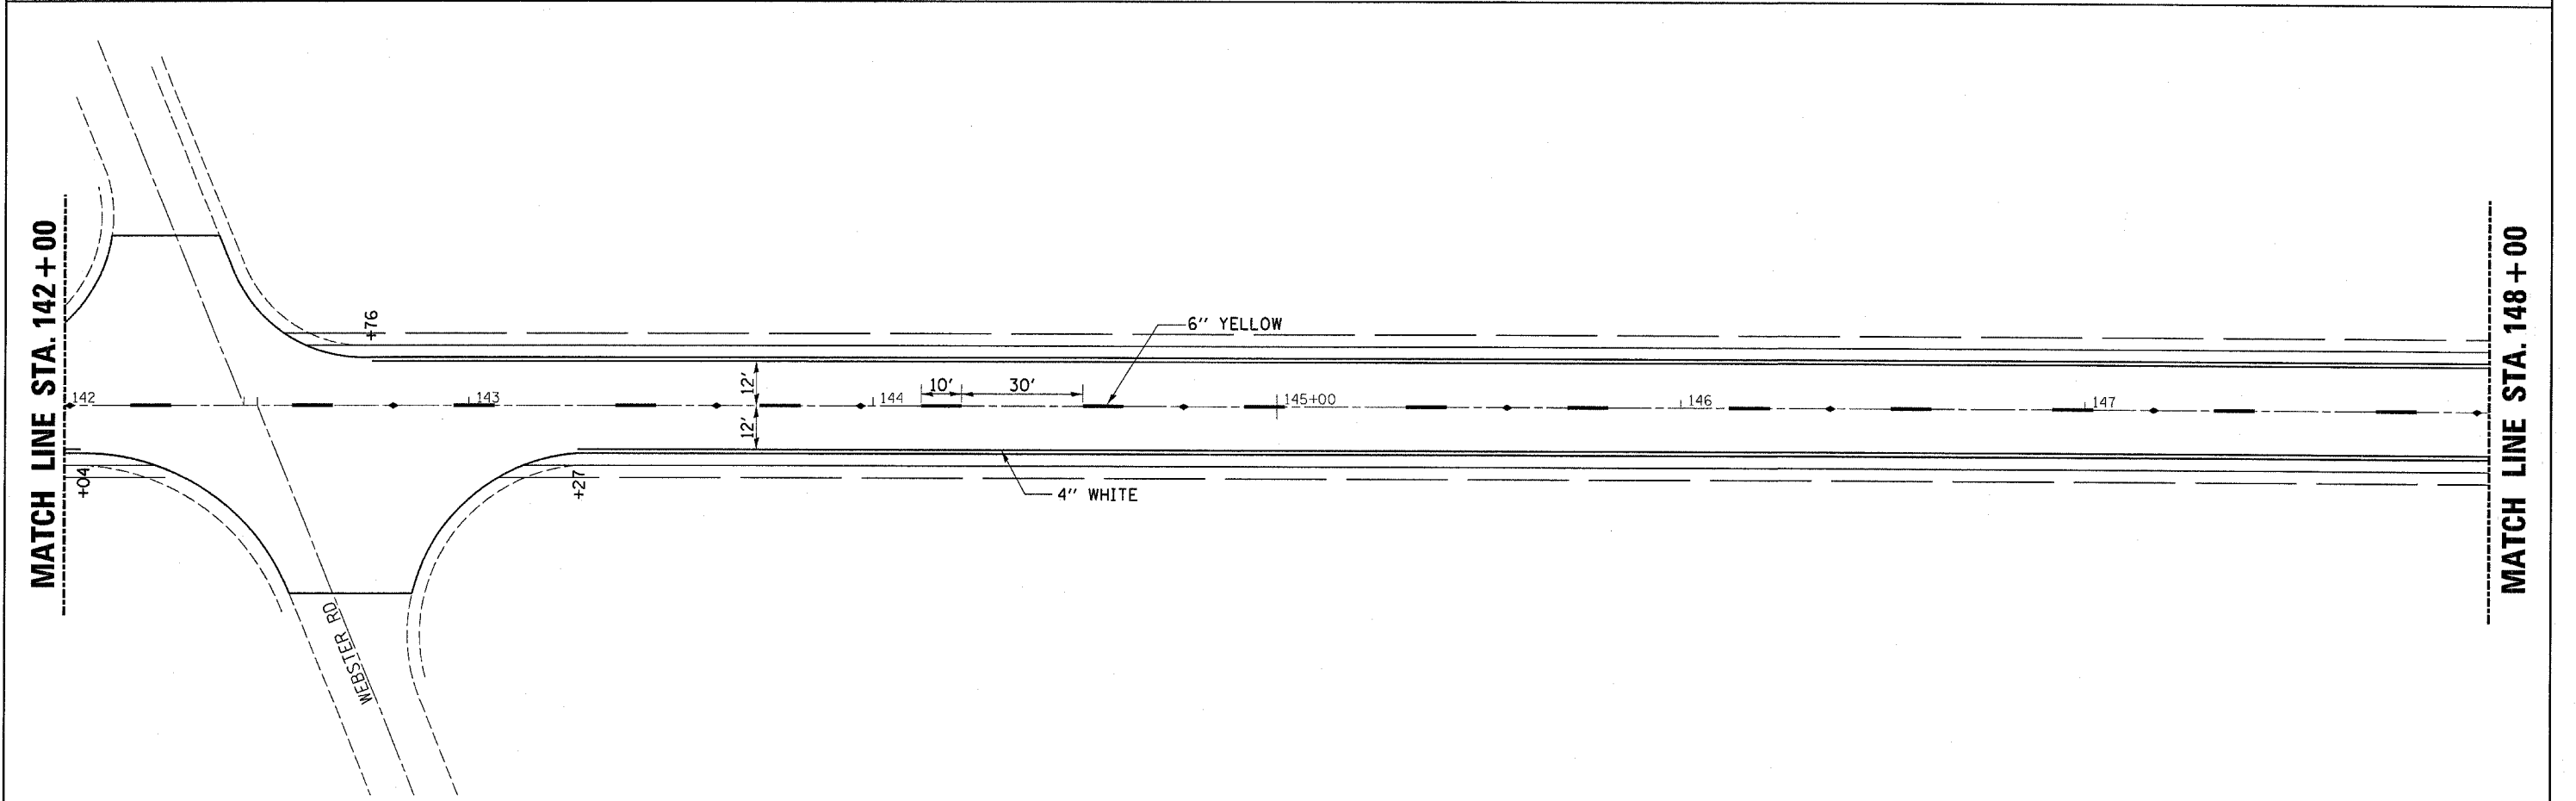 MATCH LINE STA. 142+00
+76
6" YELLOW
12'
10'
30'
142
143
144
145+00
146
147
12'
+04
+27
4" WHITE
WEBSTER RD
MATCH LINE STA. 148+00